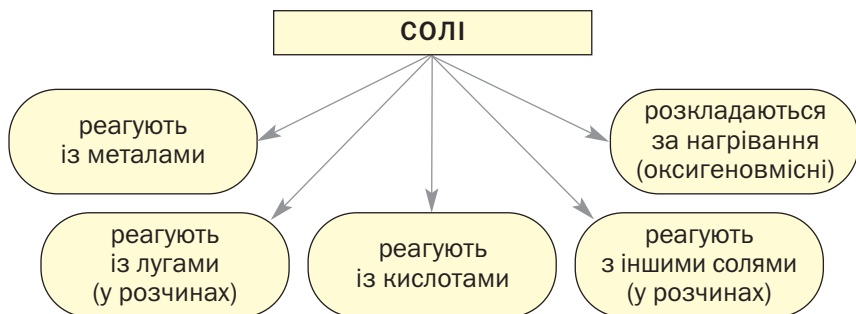 СОЛІ
реагують
із металами
розкладаються
за нагрівання
(оксигеновмісні)
реагують
із лугами
(у розчинах)
реагують
із кислотами
реагують
з іншими солями
(у розчинах)